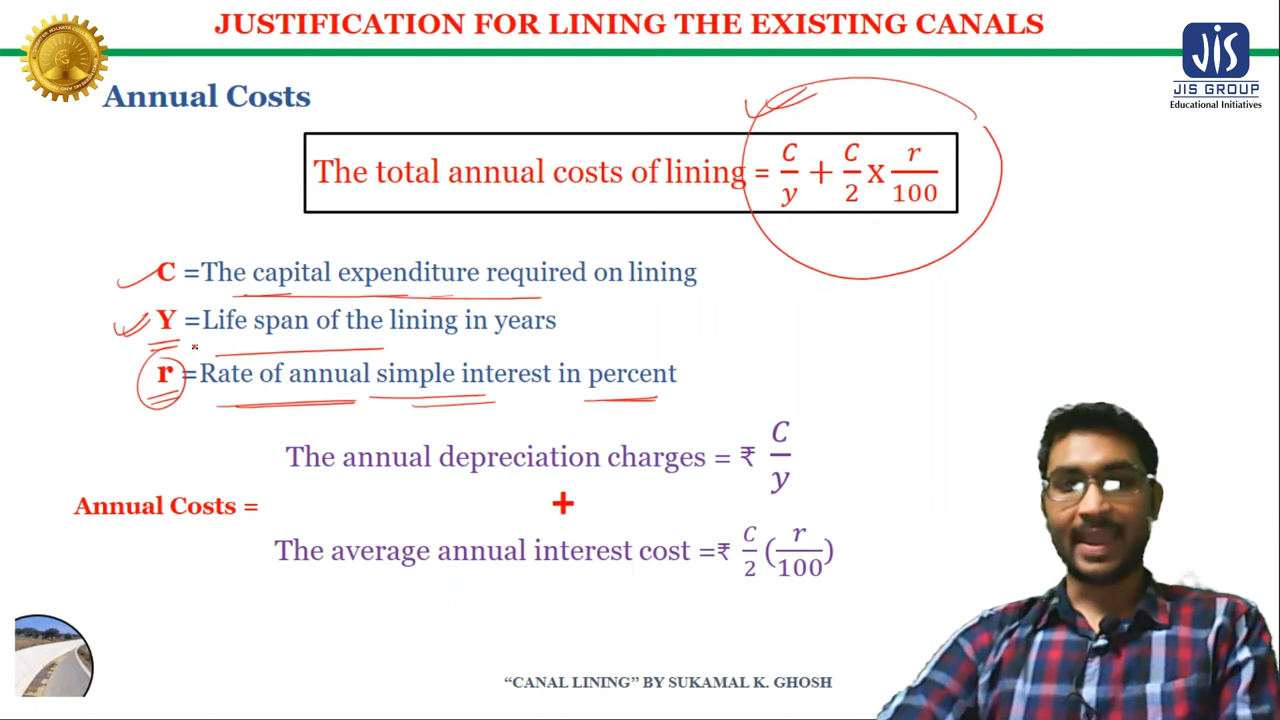 JUSTIFICATION FOR LINING THE EXISTING CANALS
JIS
JIS GROUP
Educational Initiatives
Annual Costs
The total annual costs of lining = C/y + C/2 x r/100
C =The capital expenditure required on lining
Y =Life span of the lining in years
r =Rate of annual simple interest in percent
The annual depreciation charges = ₹ C/y
Annual Costs = +
The average annual interest cost =₹ C/2 (r/100)
“CANAL LINING” BY SUKAMAL K. GHOSH